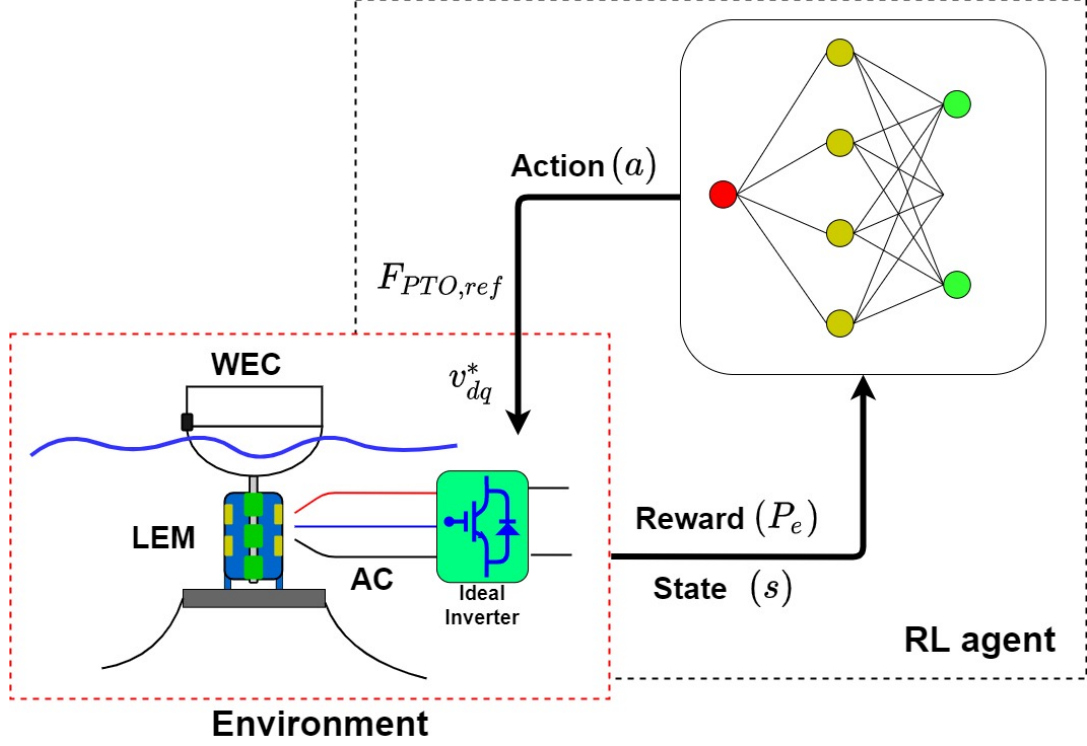 Action (a)
F_{PTO,ref}
v^*_{dq}
WEC
LEM
AC
Ideal
Inverter
Reward (P_e)
State (s)
RL agent
Environment